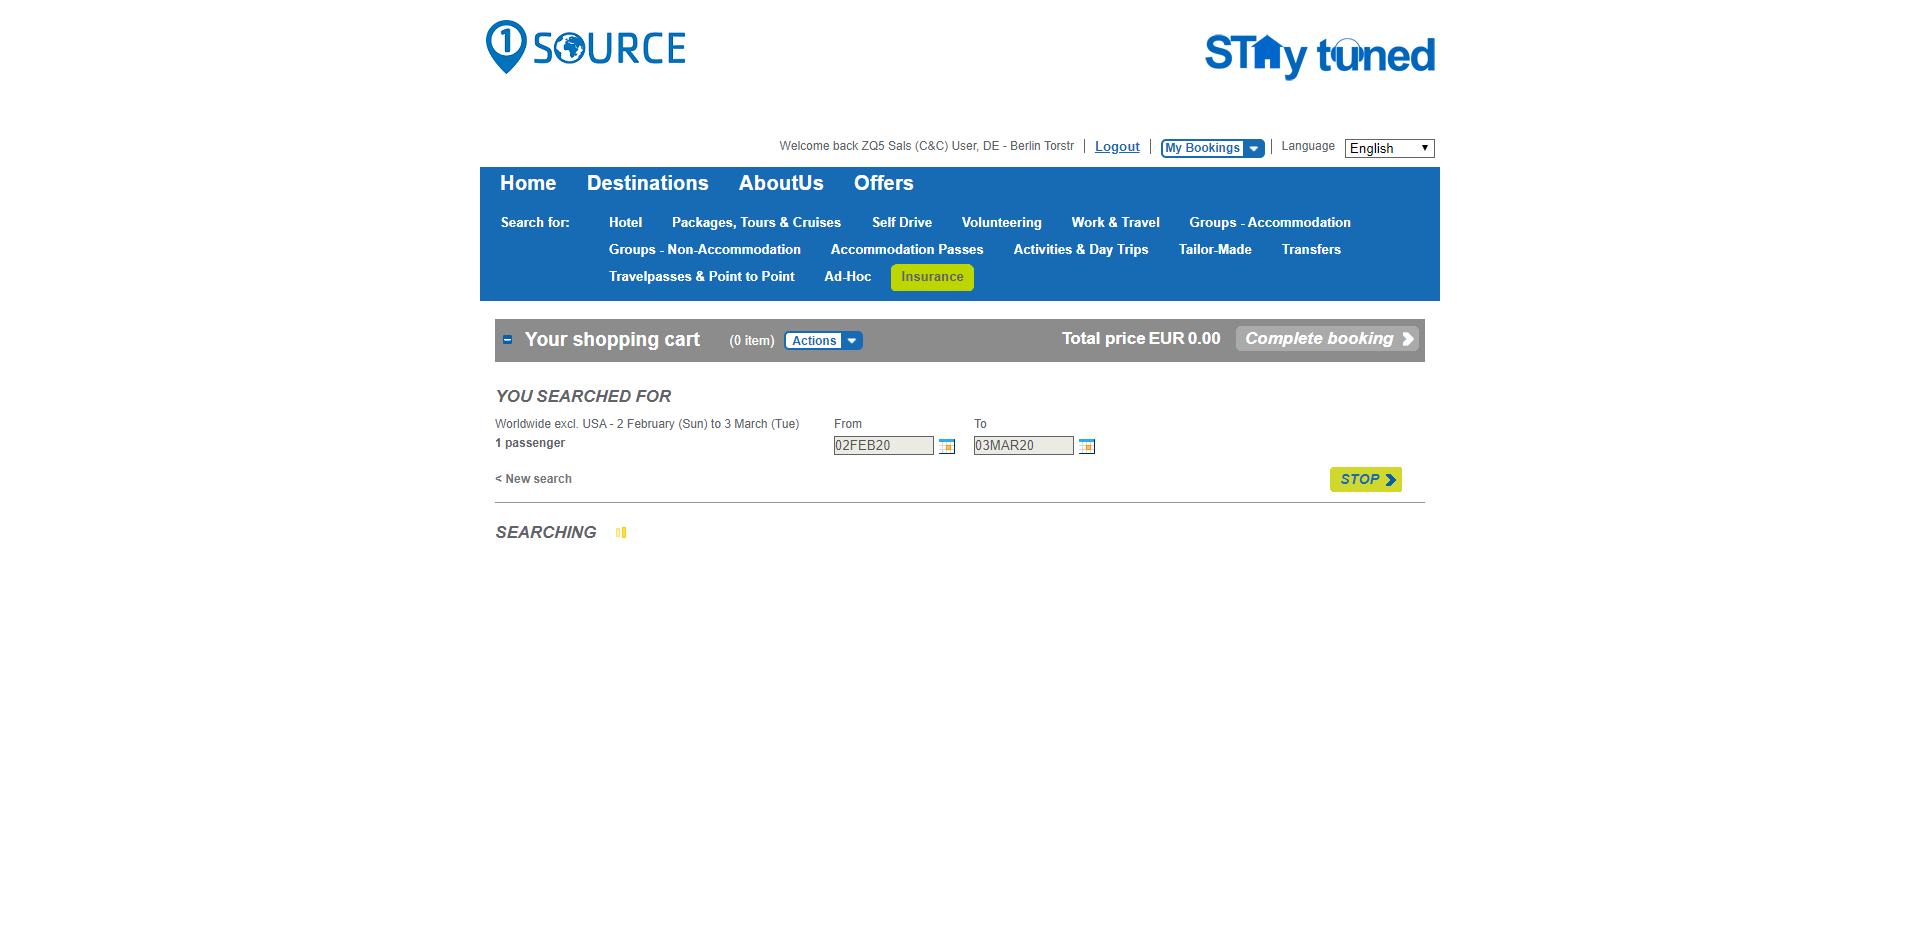 1 SOURCE
STAy tuned
Welcome back ZQ5 Sals (C&C) User, DE - Berlin Torstr Logout My Bookings Language English
Home Destinations AboutUs Offers
Search for: Hotel Packages, Tours & Cruises Self Drive Volunteering Work & Travel Groups - Accommodation
Groups - Non-Accommodation Accommodation Passes Activities & Day Trips Tailor-Made Transfers
Travelpasses & Point to Point Ad-Hoc Insurance
Your shopping cart (0 item) Actions Total price EUR 0.00 Complete booking
YOU SEARCHED FOR
Worldwide excl. USA - 2 February (Sun) to 3 March (Tue) From To
1 passenger 02FEB20 03MAR20
< New search STOP
SEARCHING